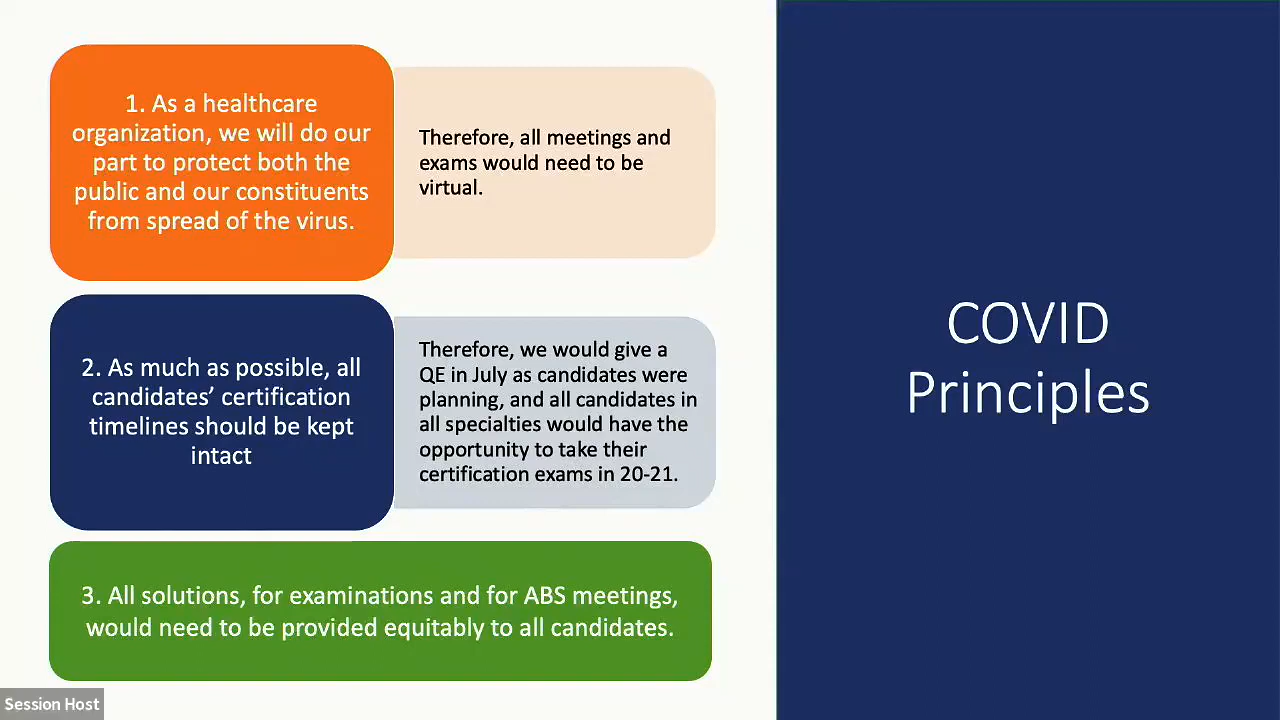 1. As a healthcare
organization, we will do our
part to protect both the
public and our constituents
from spread of the virus.
Therefore, all meetings and
exams would need to be
virtual.
2. As much as possible, all
candidates’ certification
timelines should be kept
intact
Therefore, we would give a
QE in July as candidates were
planning, and all candidates in
all specialties would have the
opportunity to take their
certification exams in 20-21.
3. All solutions, for examinations and for ABS meetings,
would need to be provided equitably to all candidates.
COVID
Principles
Session Host